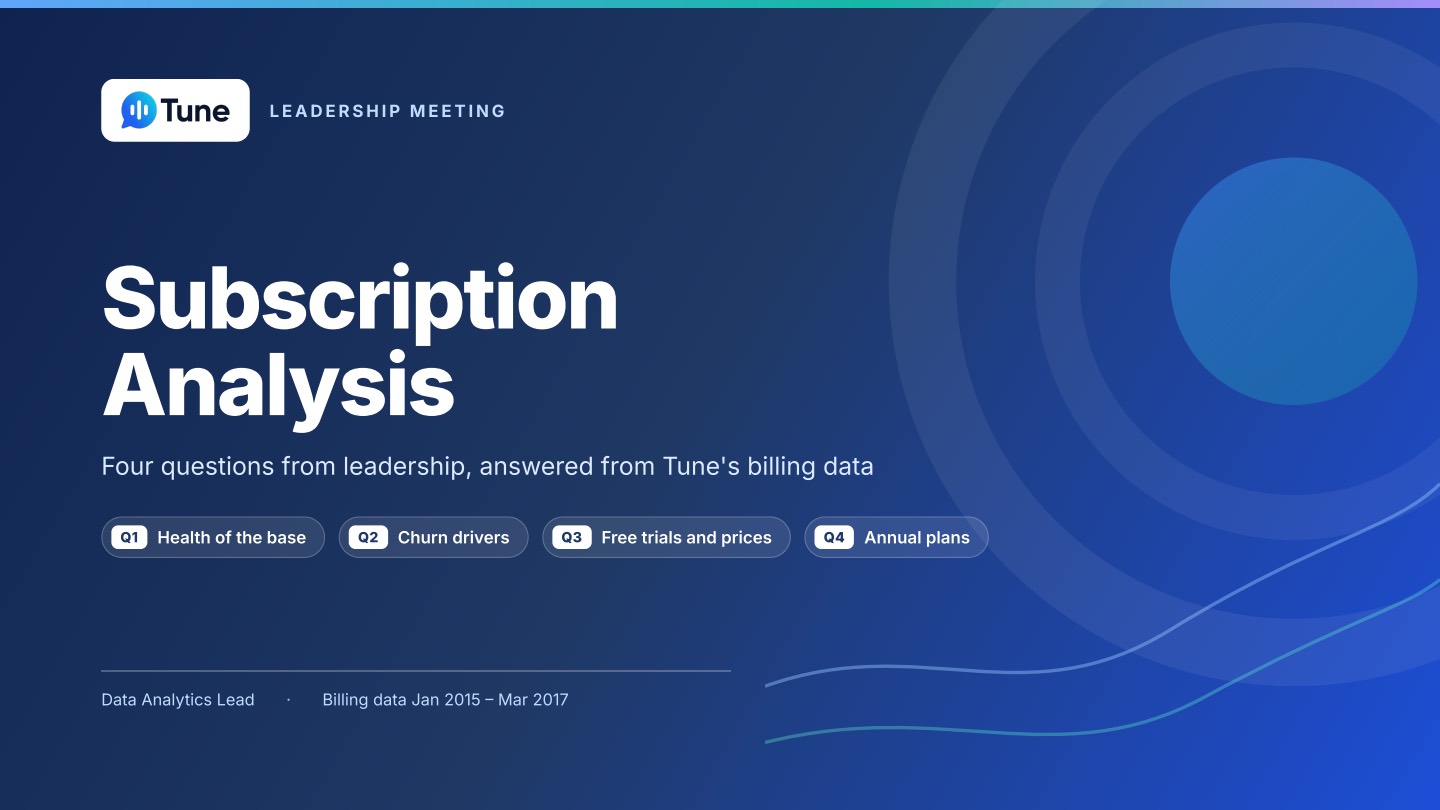 Tune
LEADERSHIP MEETING
Subscription
Analysis
Four questions from leadership, answered from Tune's billing data
Q1 Health of the base
Q2 Churn drivers
Q3 Free trials and prices
Q4 Annual plans
Data Analytics Lead · Billing data Jan 2015 – Mar 2017